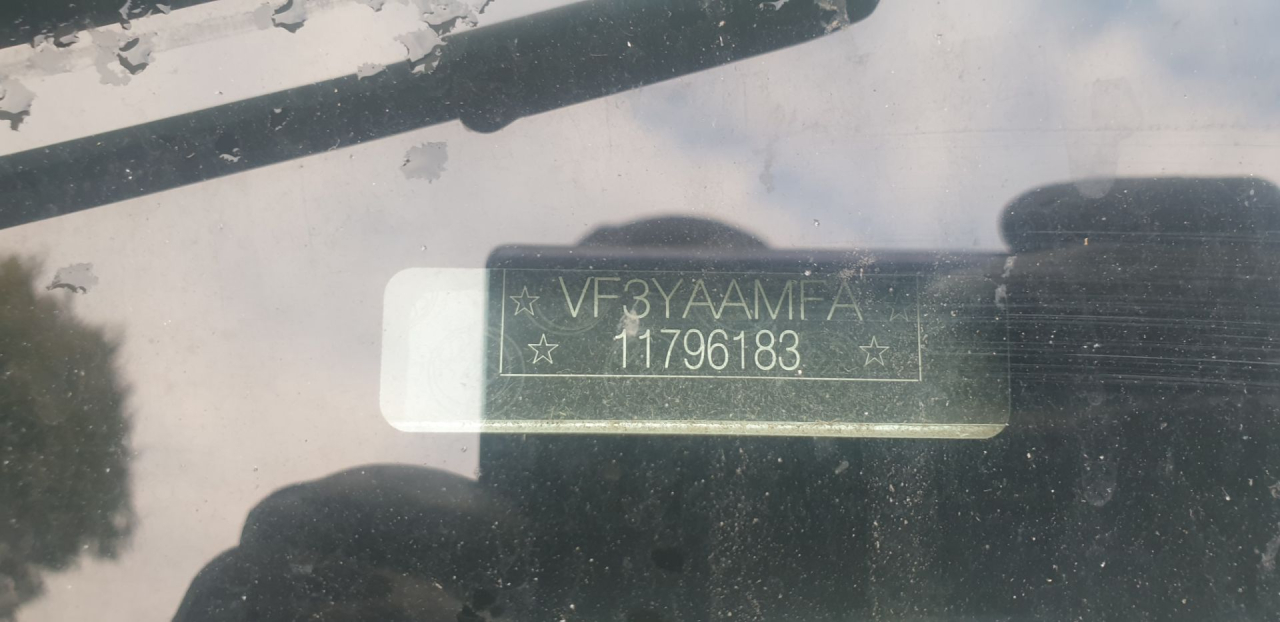 ☆ VF3YAAMFA ☆
☆ 11796183 ☆